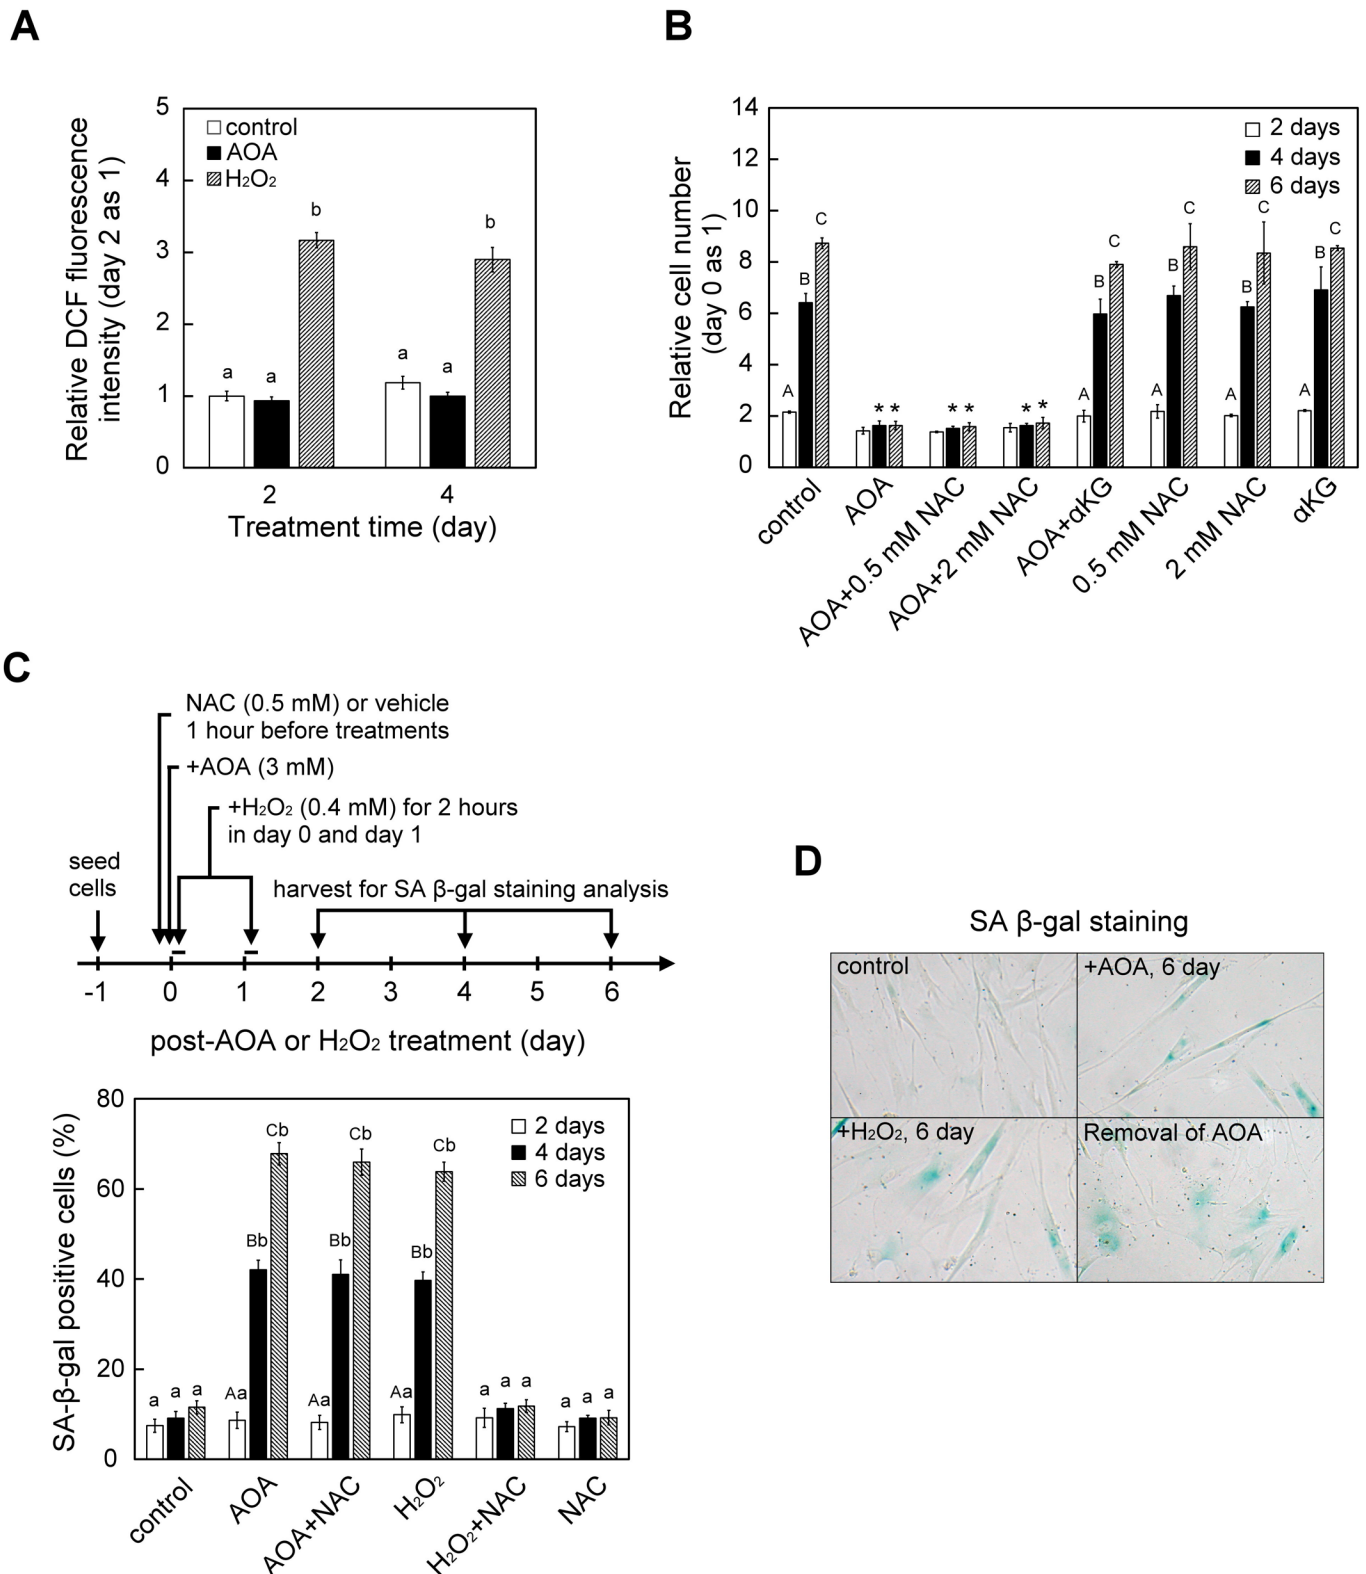 A
Relative DCF fluorescence
intensity (day 2 as 1)
5
4
3
2
1
0
control
AOA
H₂O₂
a
a
b
a
a
b
2
4
Treatment time (day)
B
Relative cell number
(day 0 as 1)
14
12
10
8
6
4
2
0
2 days
4 days
6 days
A
B
C
*
*
*
*
*
*
A
B
C
A
B
C
A
B
C
A
B
C
control
AOA
AOA+0.5 mM NAC
AOA+2 mM NAC
AOA+αKG
0.5 mM NAC
2 mM NAC
αKG
C
NAC (0.5 mM) or vehicle
1 hour before treatments
+AOA (3 mM)
+H₂O₂ (0.4 mM) for 2 hours
in day 0 and day 1
seed
cells
harvest for SA β-gal staining analysis
-1
0
1
2
3
4
5
6
post-AOA or H₂O₂ treatment (day)
SA-β-gal positive cells (%)
80
60
40
20
0
2 days
4 days
6 days
a
a
a
Aa
Bb
Cb
Aa
Bb
Cb
Aa
Bb
Cb
a
a
a
a
a
a
control
AOA
AOA+NAC
H₂O₂
H₂O₂+NAC
NAC
D
SA β-gal staining
control
+AOA, 6 day
+H₂O₂, 6 day
Removal of AOA